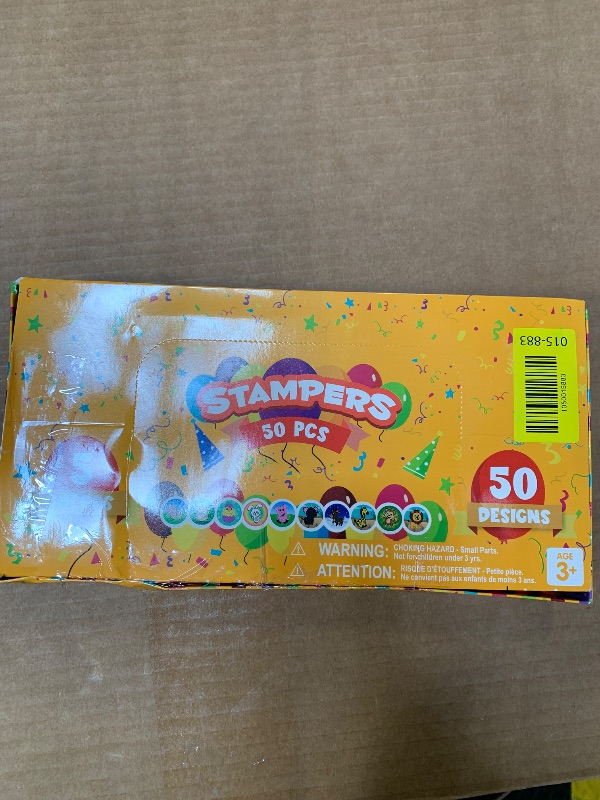 015-883
STAMPERS
50 PCS
50
DESIGNS
WARNING: CHOKING HAZARD - Small Parts.
Not for children under 3 yrs.
ATTENTION: RISQUE D'ÉTOUFFEMENT - Petite pièce.
Ne convient pas aux enfants de moins 3 ans.
AGE
3+